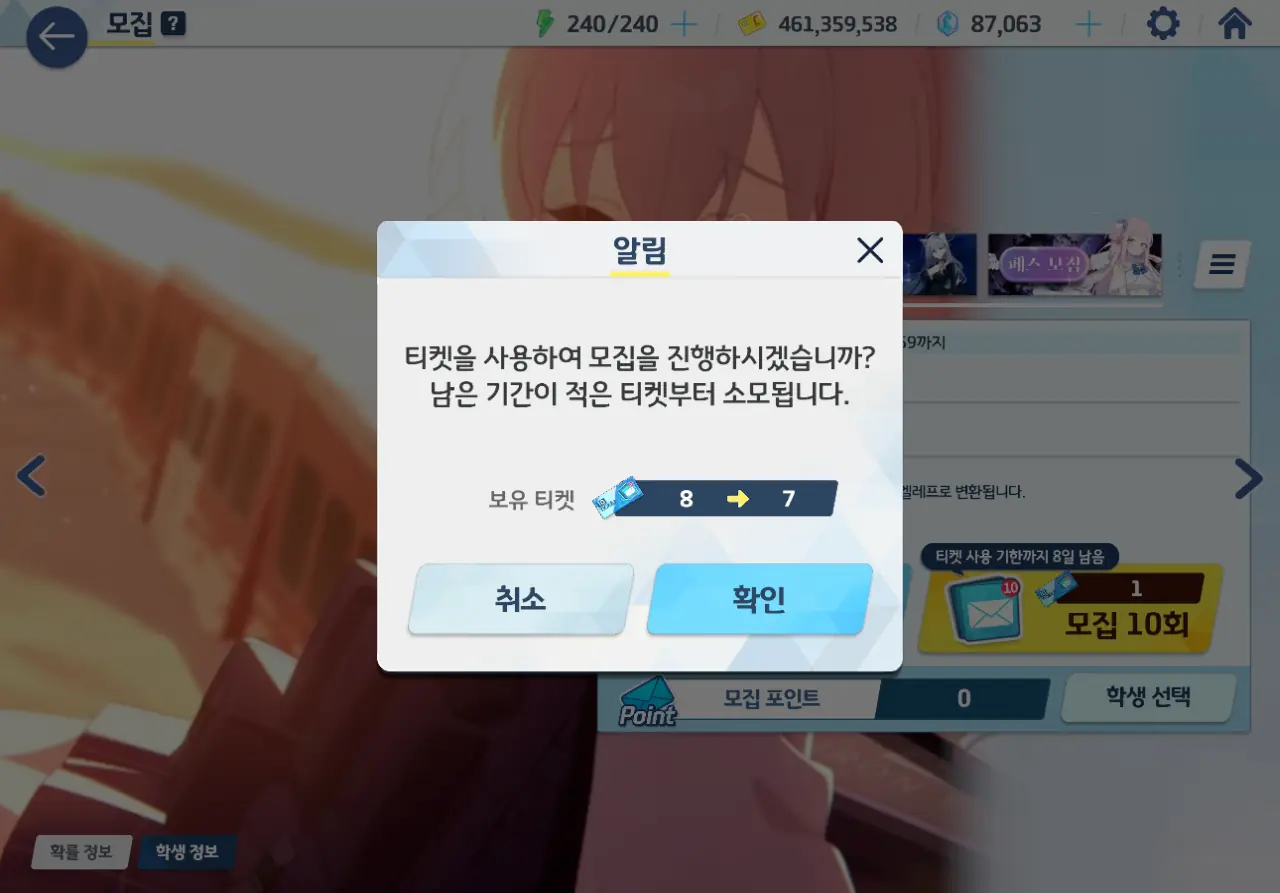 모집 ?
240/240
461,359,538
87,063
알림
페스 모집
티켓을 사용하여 모집을 진행하시겠습니까?
남은 기간이 적은 티켓부터 소모됩니다.
59까지
엘레프로 변환됩니다.
보유 티켓 8 7
티켓 사용 기한까지 8일 남음
10
1
모집 10회
취소
확인
Point
모집 포인트
0
학생 선택
확률 정보
학생 정보